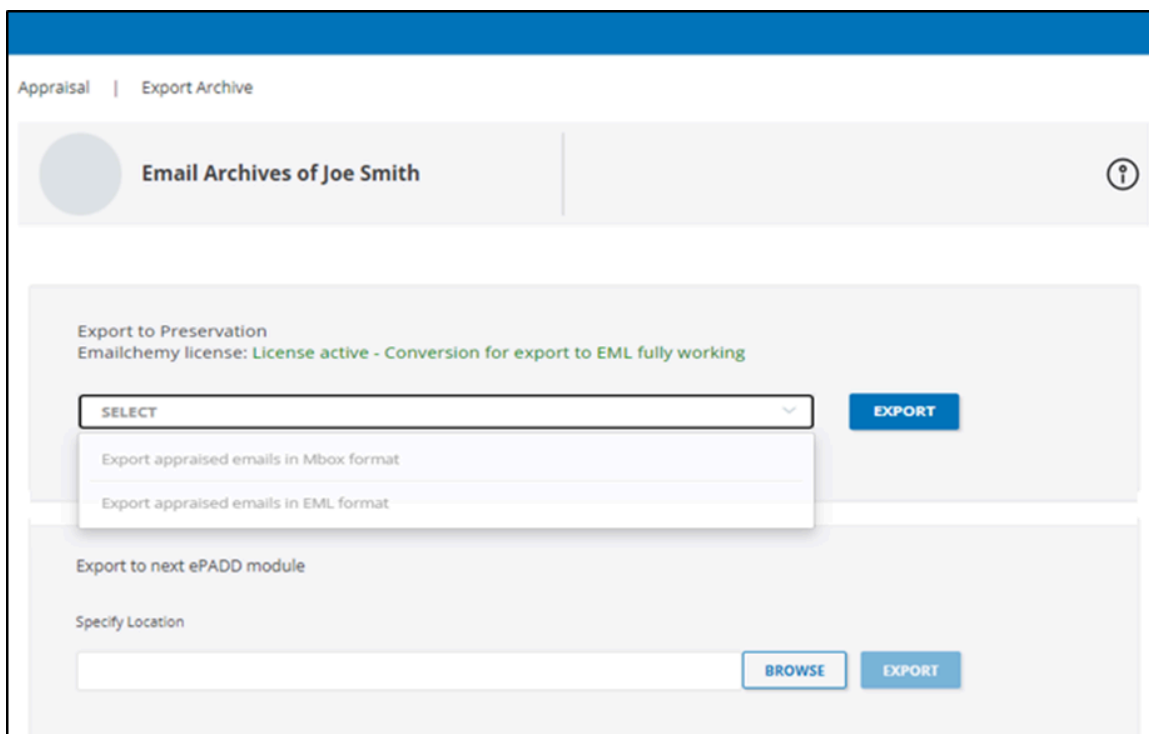 Appraisal | Export Archive
Email Archives of Joe Smith
Export to Preservation
Emailchemy license: License active - Conversion for export to EML fully working
SELECT
EXPORT
Export appraised emails in Mbox format
Export appraised emails in EML format
Export to next ePADD module
Specify Location
BROWSE
EXPORT